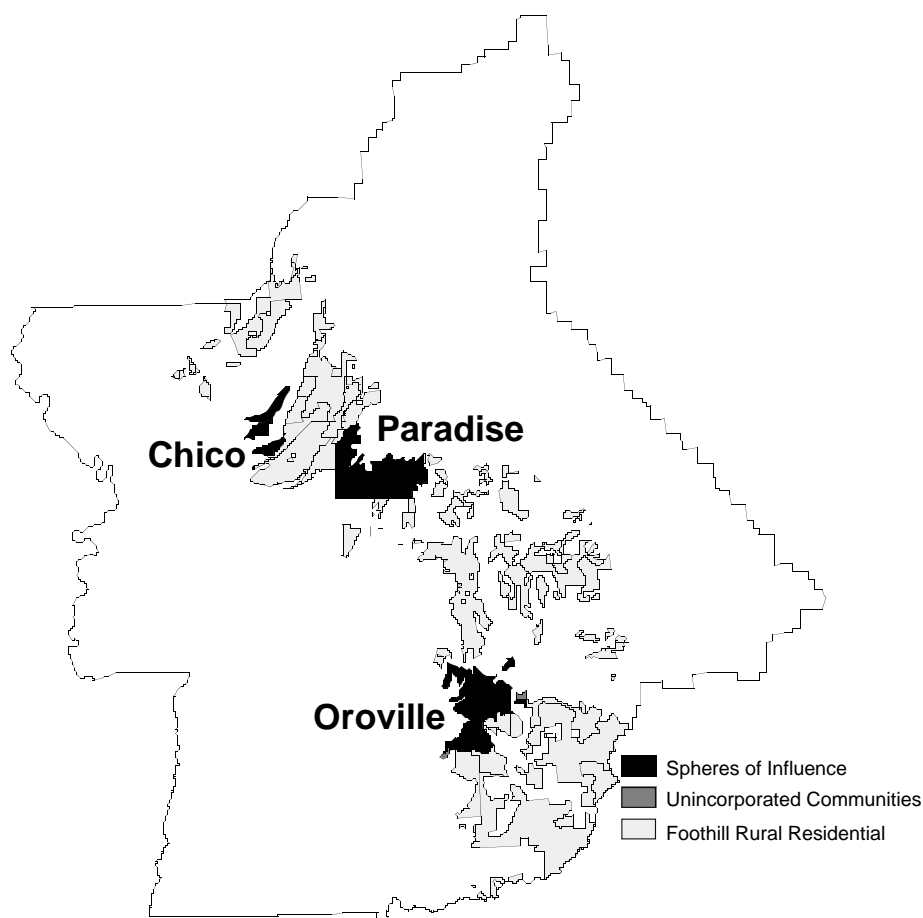 Paradise
Chico
Oroville
Spheres of Influence
Unincorporated Communities
Foothill Rural Residential